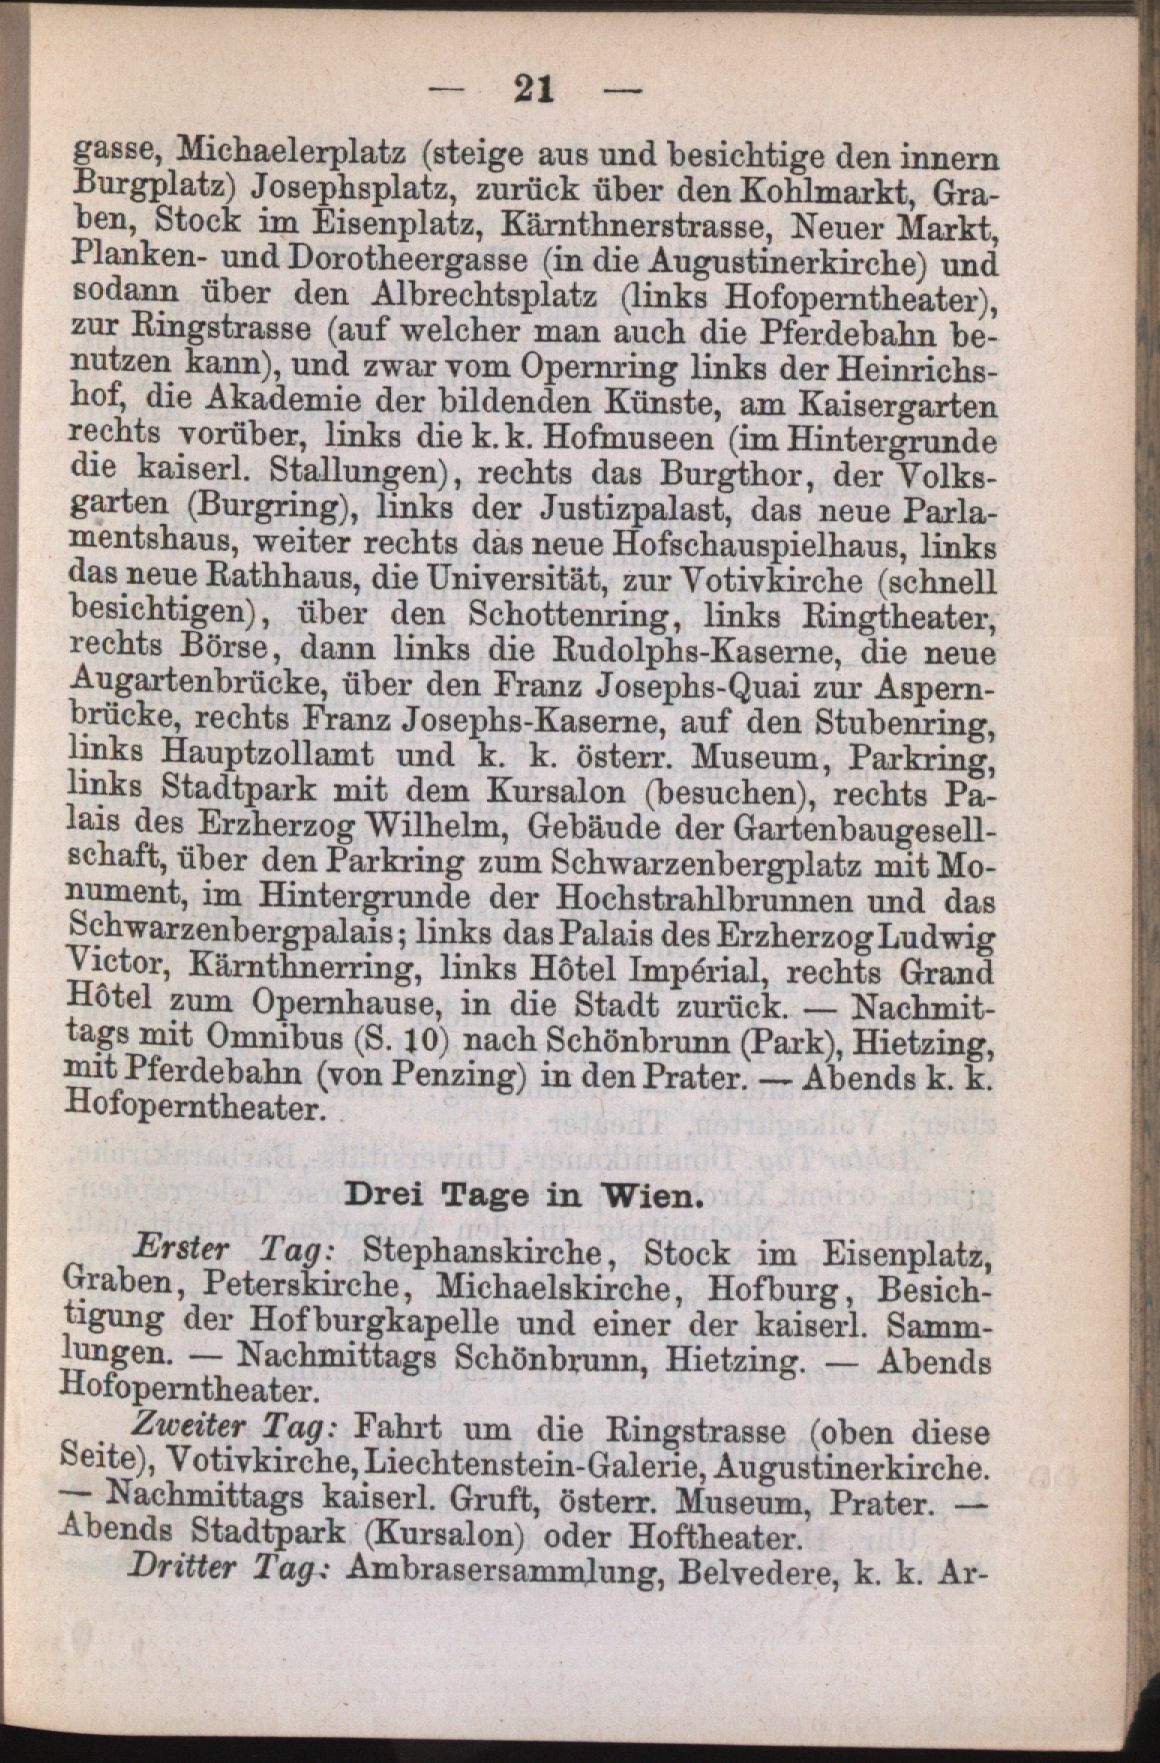 — 21 —
gasse, Michaelerplatz (steige aus und besichtige den innern
Burgplatz) Josephsplatz, zurück über den Kohlmarkt, Gra-
ben, Stock im Eisenplatz, Kärnthnerstrasse, Neuer Markt,
Planken- und Dorotheergasse (in die Augustinerkirche) und
sodann über den Albrechtsplatz (links Hofoperntheater),
zur Ringstrasse (auf welcher man auch die Pferdebahn be-
nutzen kann), und zwar vom Opernring links der Heinrichs-
hof, die Akademie der bildenden Künste, am Kaisergarten
rechts vorüber, links die k. k. Hofmuseen (im Hintergrunde
die kaiserl. Stallungen), rechts das Burgthor, der Volks-
garten (Burgring), links der Justizpalast, das neue Parla-
mentshaus, weiter rechts das neue Hofschauspielhaus, links
das neue Rathhaus, die Universität, zur Votivkirche (schnell
besichtigen), über den Schottenring, links Ringtheater,
rechts Börse, dann links die Rudolphs-Kaserne, die neue
Augartenbrücke, über den Franz Josephs-Quai zur Aspern-
brücke, rechts Franz Josephs-Kaserne, auf den Stubenring,
links Hauptzollamt und k. k. österr. Museum, Parkring,
links Stadtpark mit dem Kursalon (besuchen), rechts Pa-
lais des Erzherzog Wilhelm, Gebäude der Gartenbaugesell-
schaft, über den Parkring zum Schwarzenbergplatz mit Mo-
nument, im Hintergrunde der Hochstrahlbrunnen und das
Schwarzenbergpalais; links das Palais des Erzherzog Ludwig
Victor, Kärnthnerring, links Hôtel Impérial, rechts Grand
Hôtel zum Opernhause, in die Stadt zurück. — Nachmit-
tags mit Omnibus (S. 10) nach Schönbrunn (Park), Hietzing,
mit Pferdebahn (von Penzing) in den Prater. — Abends k. k.
Hofoperntheater.
Drei Tage in Wien.
Erster Tag: Stephanskirche, Stock im Eisenplatz,
Graben, Peterskirche, Michaelskirche, Hofburg, Besich-
tigung der Hofburgkapelle und einer der kaiserl. Samm-
lungen. — Nachmittags Schönbrunn, Hietzing. — Abends
Hofoperntheater.
Zweiter Tag: Fahrt um die Ringstrasse (oben diese
Seite), Votivkirche, Liechtenstein-Galerie, Augustinerkirche.
— Nachmittags kaiserl. Gruft, österr. Museum, Prater. —
Abends Stadtpark (Kursalon) oder Hoftheater.
Dritter Tag: Ambrasersammlung, Belvedere, k. k. Ar-